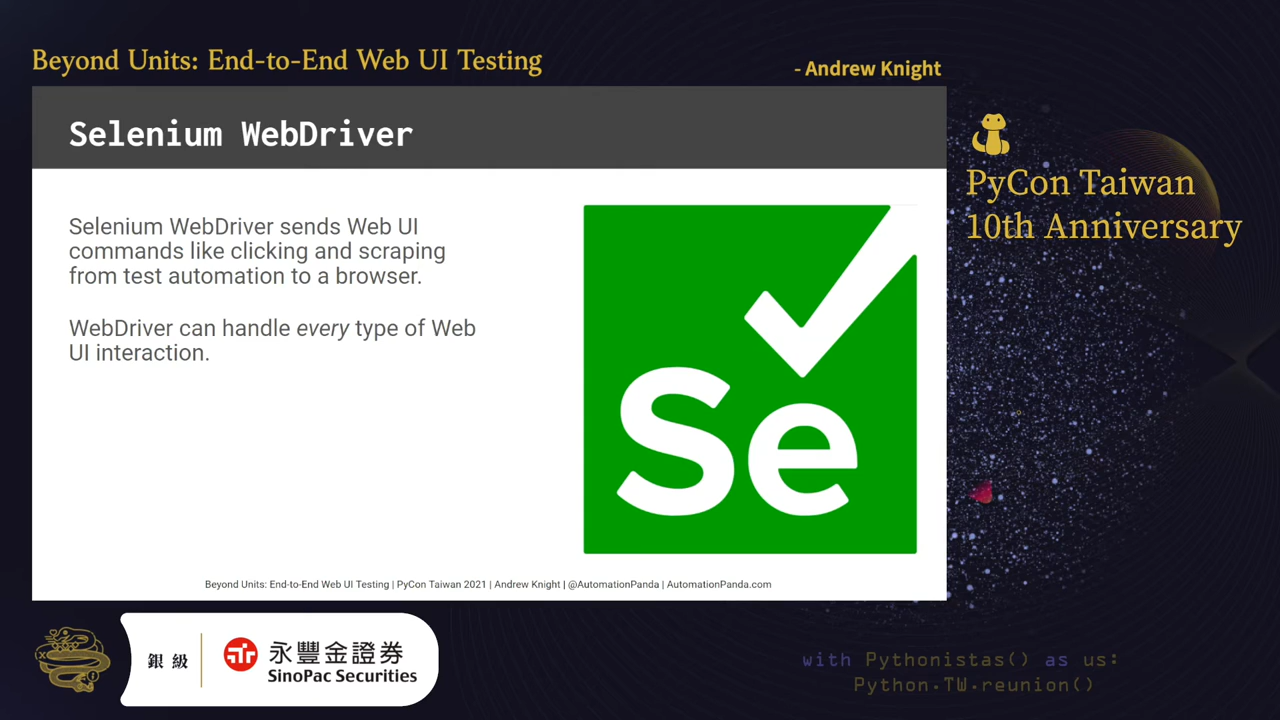 Beyond Units: End-to-End Web UI Testing
- Andrew Knight
Selenium WebDriver
Selenium WebDriver sends Web UI
commands like clicking and scraping
from test automation to a browser.
WebDriver can handle every type of Web
UI interaction.
Se
Beyond Units: End-to-End Web UI Testing | PyCon Taiwan 2021 | Andrew Knight | @AutomationPanda | AutomationPanda.com
PyCon Taiwan
10th Anniversary
銀級
永豐金證券
SinoPac Securities
with Pythonistas() as us:
Python.TW.reunion()